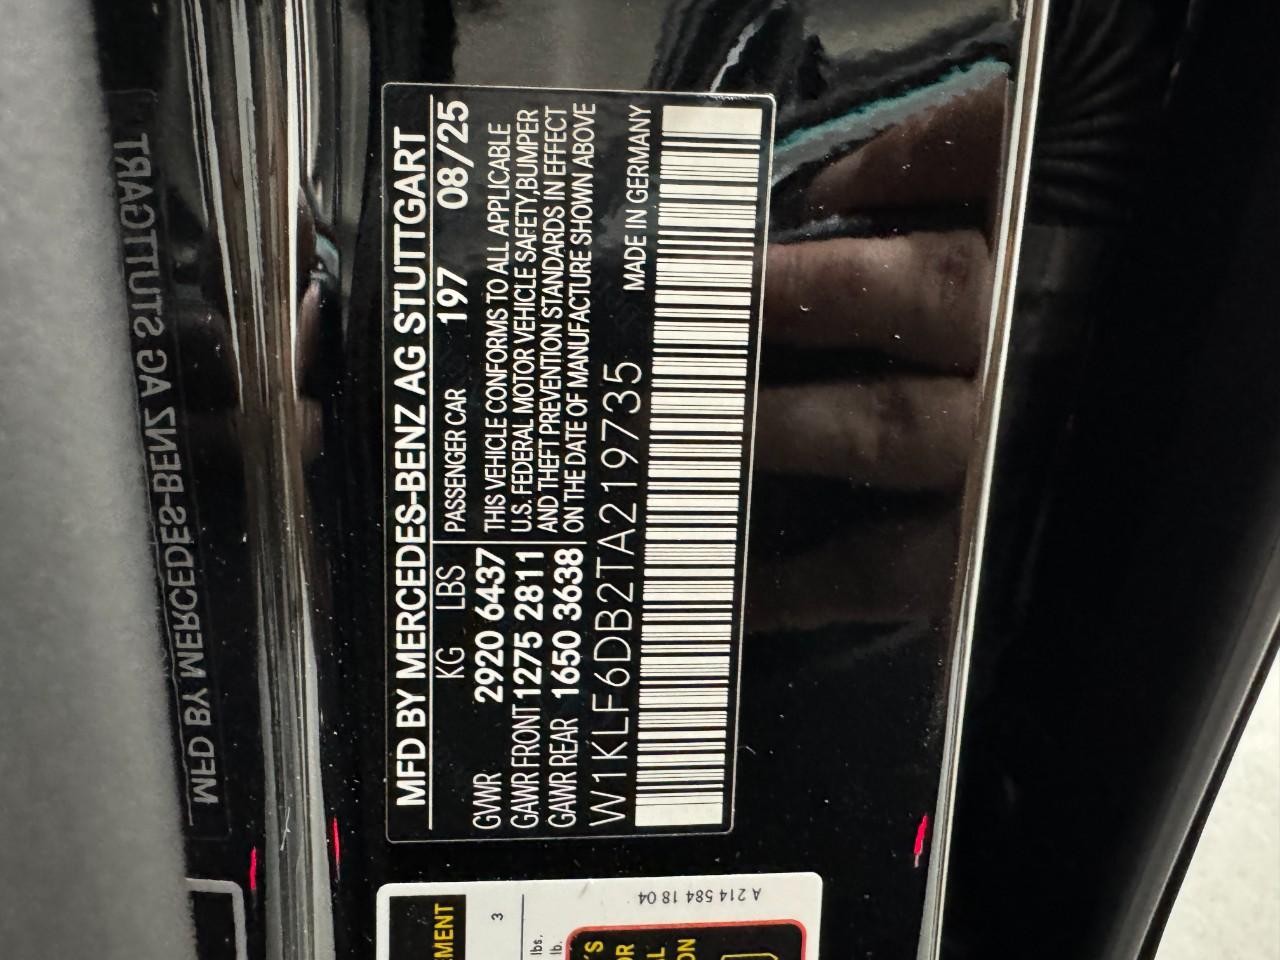 MFD BY MERCEDES-BENZ AG STUTTGART
KG LBS
GVWR 2920 6437
GAWR FRONT 1275 2811
GAWR REAR 1650 3638
PASSENGER CAR 197 08/25
THIS VEHICLE CONFORMS TO ALL APPLICABLE
U.S. FEDERAL MOTOR VEHICLE SAFETY,BUMPER
AND THEFT PREVENTION STANDARDS IN EFFECT
ON THE DATE OF MANUFACTURE SHOWN ABOVE
W1KLF6DB2TA219735 MADE IN GERMANY
MFD BY MERCEDES-BENZ AG STUTTGART
A 214 584 18 04
3
lbs.
lb.